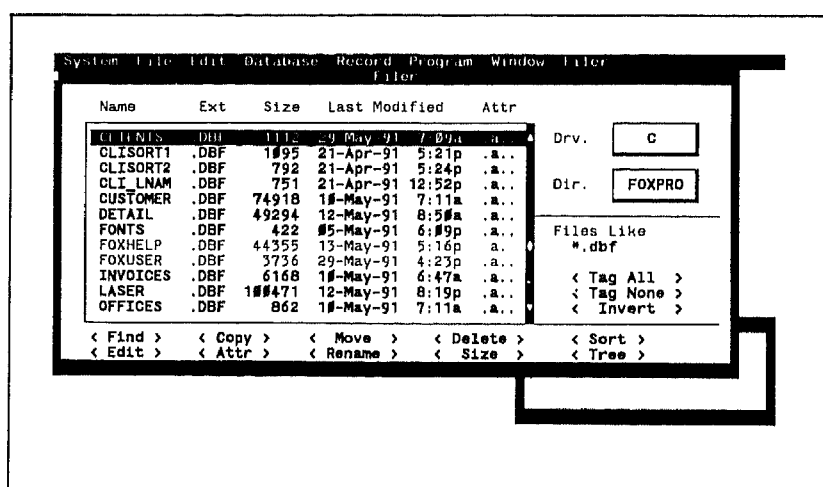 System File Edit Database Record Program Window Filer
Filer
Name Ext Size Last Modified Attr
CLIENTS .DBF 1112 29-May-91 7:09a .a..
CLISORT1 .DBF 1095 21-Apr-91 5:21p .a..
CLISORT2 .DBF 792 21-Apr-91 5:24p .a..
CLI_LNAM .DBF 751 21-Apr-91 12:52p .a..
CUSTOMER .DBF 74918 10-May-91 7:11a .a..
DETAIL .DBF 49294 12-May-91 8:50a .a..
FONTS .DBF 422 05-May-91 6:09p .a..
FOXHELP .DBF 44355 13-May-91 5:16p a.
FOXUSER .DBF 3736 29-May-91 4:23p .a..
INVOICES .DBF 6168 10-May-91 6:47a .a..
LASER .DBF 100471 12-May-91 8:19p .a..
OFFICES .DBF 862 10-May-91 7:11a .a..
Drv. C
Dir. FOXPRO
Files Like
*.dbf
< Tag All >
< Tag None >
< Invert >
< Find > < Copy > < Move > < Delete > < Sort >
< Edit > < Attr > < Rename > < Size > < Tree >